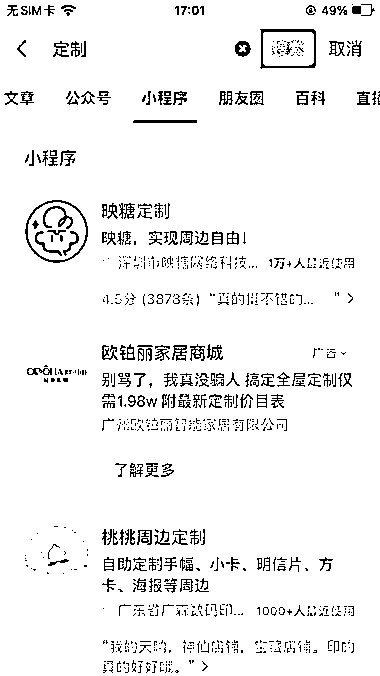 无SIM卡 17:01 49%
定制 取消
文章 公众号 小程序 朋友圈 百科 直播
小程序
映糖定制
映糖，实现周边自由！
深圳市映糖网络科技... 1万+人最近使用
4.5分 (3878条) “真的挺不错的... ” >
欧铂丽家居商城 广告
别骂了，我真没骗人 搞定全屋定制仅
需1.98w 附最新定制价目表
广州欧铂丽智能家居有限公司
了解更多
桃桃周边定制
自助定制手幅、小卡、明信片、方
卡、海报等周边
广东省广森数码印... 1000+人最近使用
“我的天哟，神仙店铺，宝藏店铺。印的
真的好好哦。” >